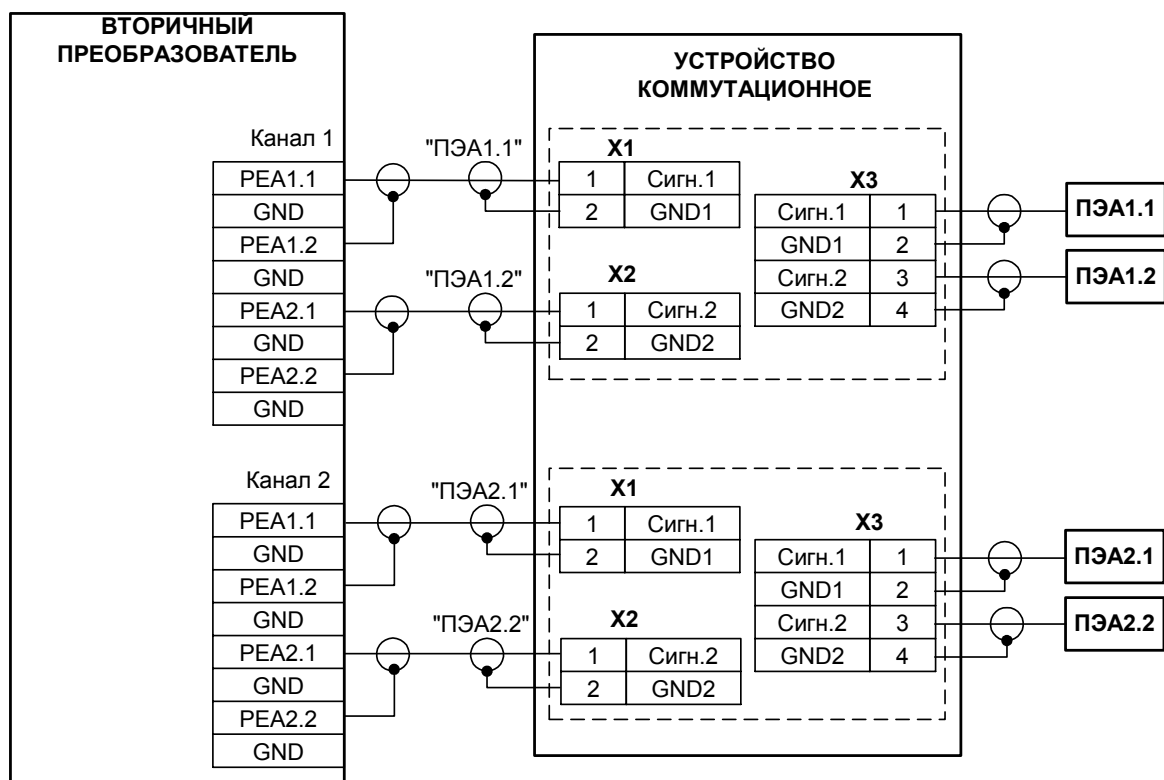 ВТОРИЧНЫЙ
ПРЕОБРАЗОВАТЕЛЬ
УСТРОЙСТВО
КОММУТАЦИОННОЕ
Канал 1
PEA1.1
GND
PEA1.2
GND
PEA2.1
GND
PEA2.2
GND
"ПЭА1.1"
"ПЭА1.2"
X1
1 Сигн.1
2 GND1
X2
1 Сигн.2
2 GND2
X3
Сигн.1 1
GND1 2
Сигн.2 3
GND2 4
ПЭА1.1
ПЭА1.2
Канал 2
PEA1.1
GND
PEA1.2
GND
PEA2.1
GND
PEA2.2
GND
"ПЭА2.1"
"ПЭА2.2"
X1
1 Сигн.1
2 GND1
X2
1 Сигн.2
2 GND2
X3
Сигн.1 1
GND1 2
Сигн.2 3
GND2 4
ПЭА2.1
ПЭА2.2